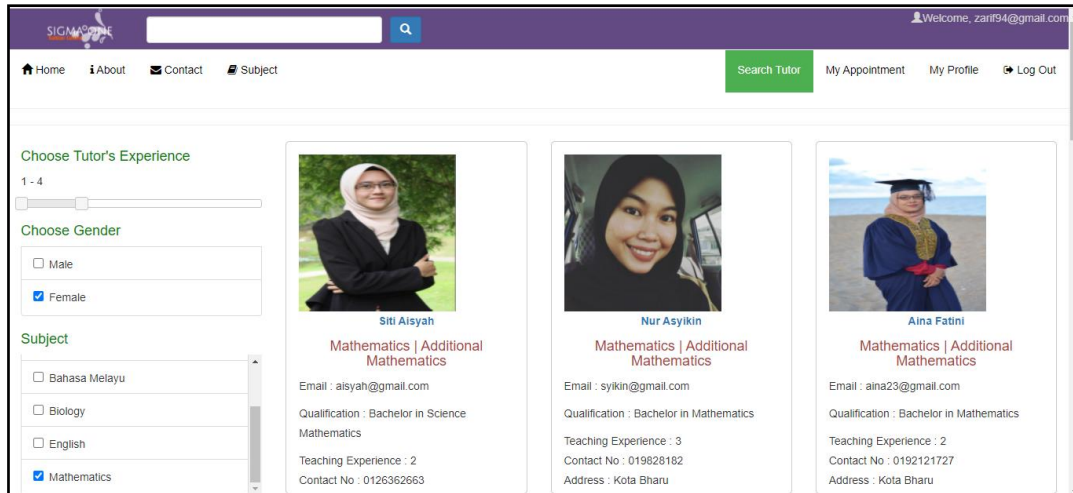 SIGMA ONE
Welcome, zarif94@gmail.com
Home About Contact Subject Search Tutor My Appointment My Profile Log Out
Choose Tutor's Experience
1 - 4
Choose Gender
Male
Female
Subject
Bahasa Melayu
Biology
English
Mathematics
Siti Aisyah
Mathematics | Additional
Mathematics
Email : aisyah@gmail.com
Qualification : Bachelor in Science
Mathematics
Teaching Experience : 2
Contact No : 0126362663
Nur Asyikin
Mathematics | Additional
Mathematics
Email : syikin@gmail.com
Qualification : Bachelor in Mathematics
Teaching Experience : 3
Contact No : 019828182
Address : Kota Bharu
Aina Fatini
Mathematics | Additional
Mathematics
Email : aina23@gmail.com
Qualification : Bachelor in Mathematics
Teaching Experience : 2
Contact No : 0192121727
Address : Kota Bharu